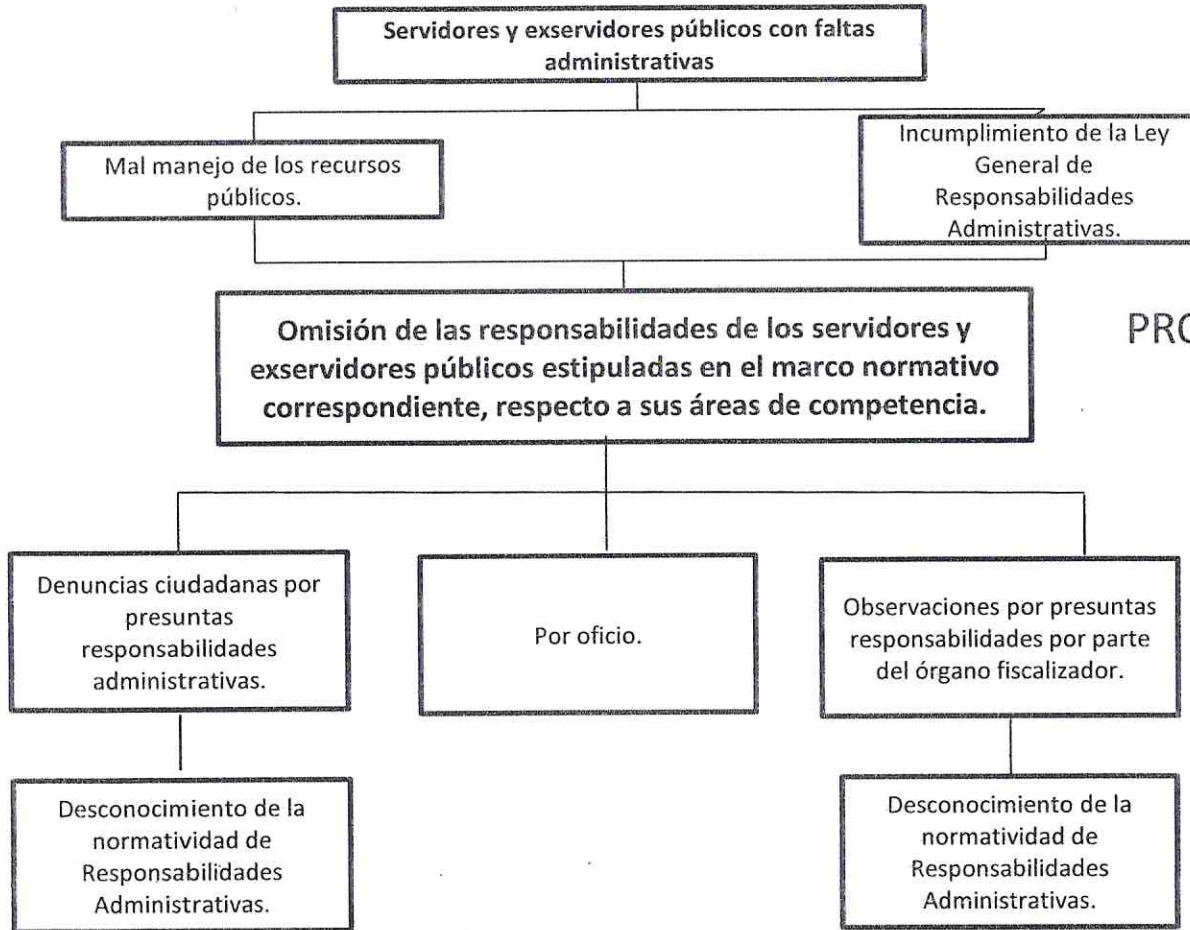 Servidores y exservidores públicos con faltas
administrativas
Mal manejo de los recursos
públicos.
Incumplimiento de la Ley
General de
Responsabilidades
Administrativas.
Omisión de las responsabilidades de los servidores y
exservidores públicos estipuladas en el marco normativo
correspondiente, respecto a sus áreas de competencia.
Denuncias ciudadanas por
presuntas
responsabilidades
administrativas.
Por oficio.
Observaciones por presuntas
responsabilidades por parte
del órgano fiscalizador.
Desconocimiento de la
normatividad de
Responsabilidades
Administrativas.
Desconocimiento de la
normatividad de
Responsabilidades
Administrativas.